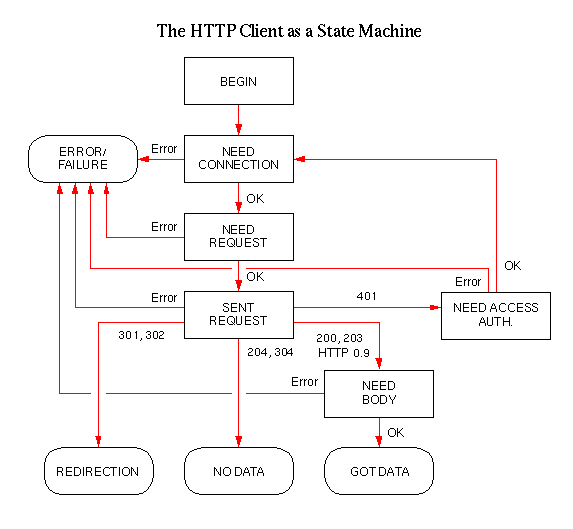 The HTTP Client as a State Machine
BEGIN
ERROR/
FAILURE
Error
NEED
CONNECTION
OK
Error
NEED
REQUEST
OK
OK
Error
Error
SENT
REQUEST
401
NEED ACCESS
AUTH.
301, 302
204, 304
200, 203
HTTP 0.9
Error
NEED
BODY
OK
REDIRECTION
NO DATA
GOT DATA